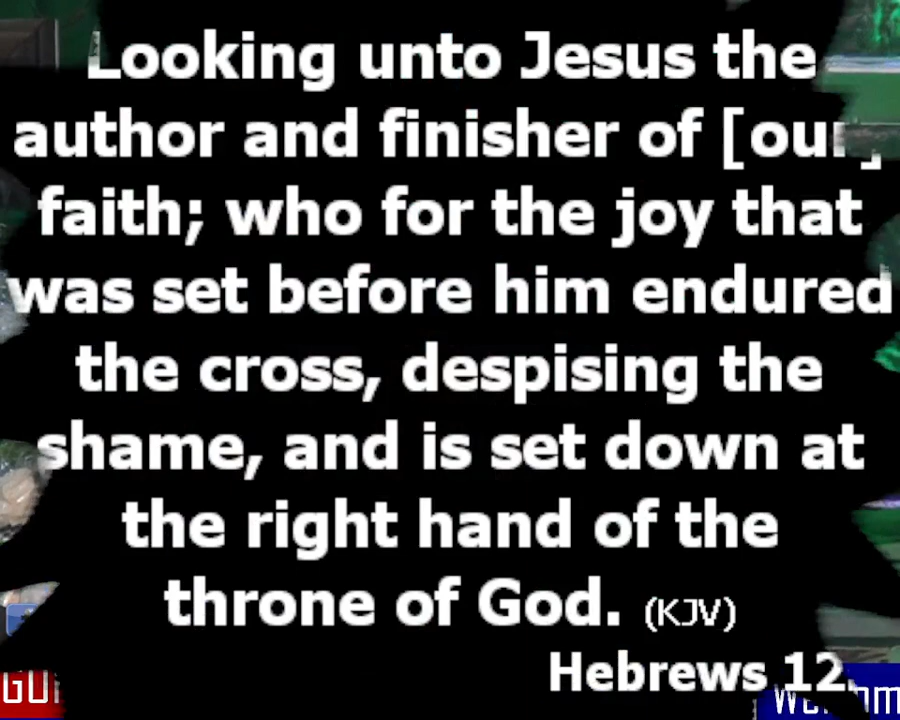 Looking unto Jesus the
author and finisher of [our]
faith; who for the joy that
was set before him endured
the cross, despising the
shame, and is set down at
the right hand of the
throne of God. (KJV)
Hebrews 12